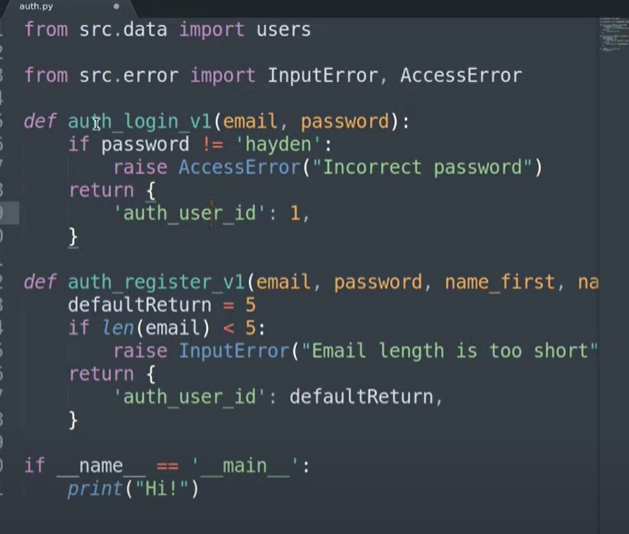 auth.py
from src.data import users
from src.error import InputError, AccessError
def auth_login_v1(email, password):
if password != 'hayden':
raise AccessError("Incorrect password")
return {
'auth_user_id': 1,
}
def auth_register_v1(email, password, name_first, na
defaultReturn = 5
if len(email) < 5:
raise InputError("Email length is too short"
return {
'auth_user_id': defaultReturn,
}
if __name__ == '__main__':
print("Hi!")